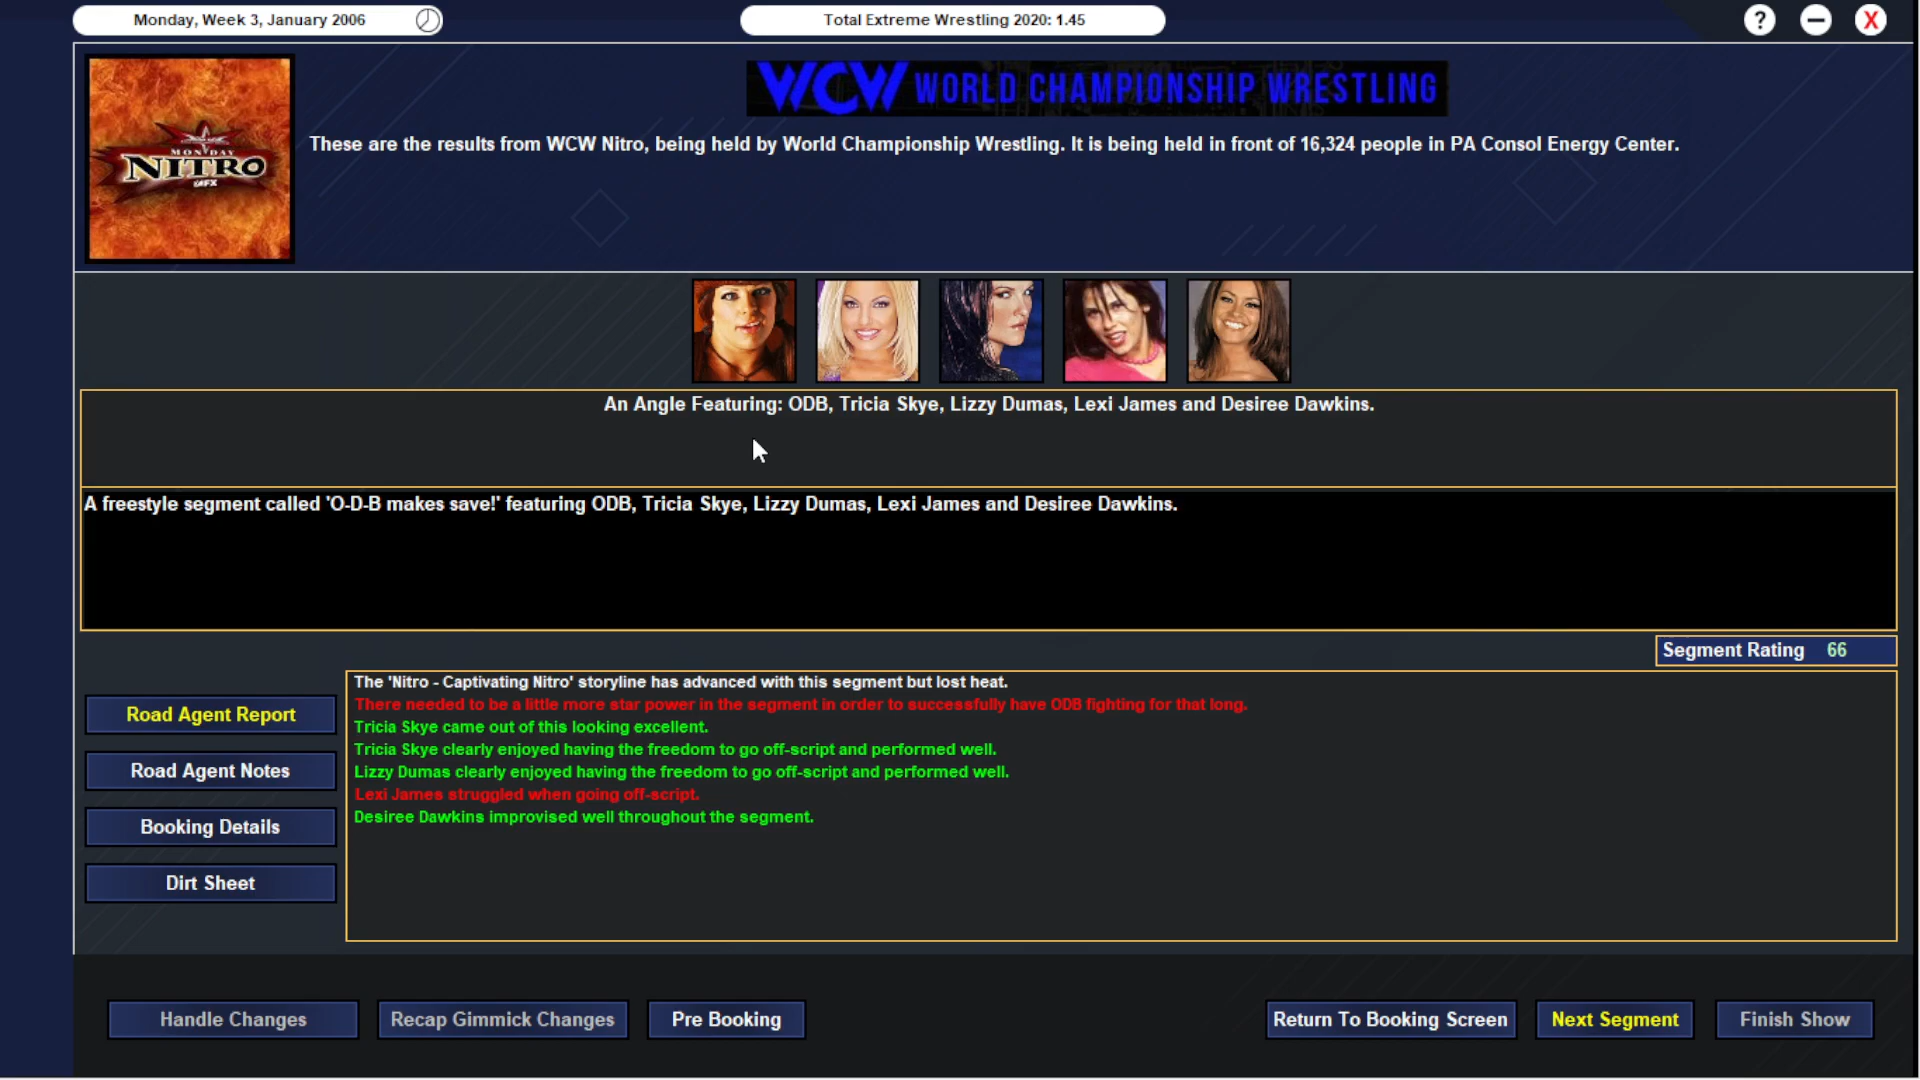 Monday, Week 3, January 2006
Total Extreme Wrestling 2020: 1.45
?
X
WCW WORLD CHAMPIONSHIP WRESTLING
MONDAY
NITRO
These are the results from WCW Nitro, being held by World Championship Wrestling. It is being held in front of 16,324 people in PA Consol Energy Center.
An Angle Featuring: ODB, Tricia Skye, Lizzy Dumas, Lexi James and Desiree Dawkins.
A freestyle segment called 'O-D-B makes save!' featuring ODB, Tricia Skye, Lizzy Dumas, Lexi James and Desiree Dawkins.
Segment Rating 66
Road Agent Report
Road Agent Notes
Booking Details
Dirt Sheet
The 'Nitro - Captivating Nitro' storyline has advanced with this segment but lost heat.
There needed to be a little more star power in the segment in order to successfully have ODB fighting for that long.
Tricia Skye came out of this looking excellent.
Tricia Skye clearly enjoyed having the freedom to go off-script and performed well.
Lizzy Dumas clearly enjoyed having the freedom to go off-script and performed well.
Lexi James struggled when going off-script.
Desiree Dawkins improvised well throughout the segment.
Handle Changes
Recap Gimmick Changes
Pre Booking
Return To Booking Screen
Next Segment
Finish Show